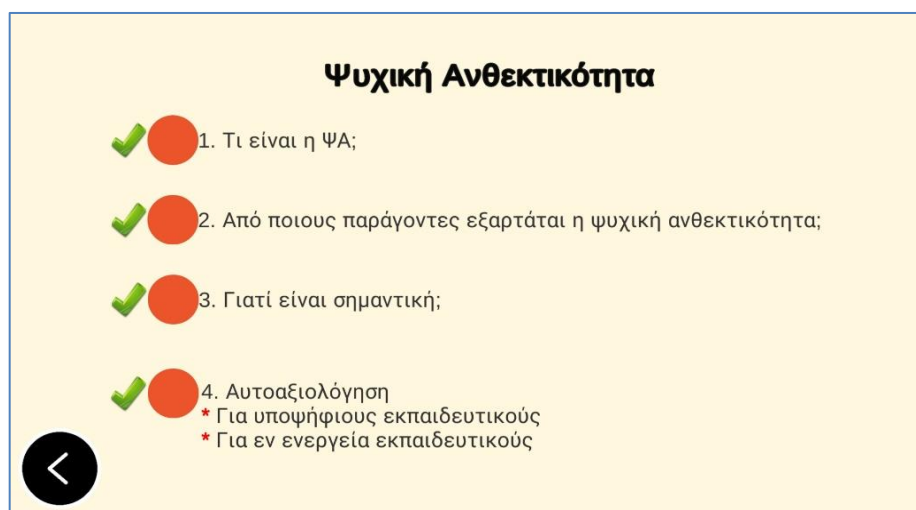 Ψυχική Ανθεκτικότητα
1. Τι είναι η ΨΑ;
2. Από ποιους παράγοντες εξαρτάται η ψυχική ανθεκτικότητα;
3. Γιατί είναι σημαντική;
4. Αυτοαξιολόγηση
* Για υποψήφιους εκπαιδευτικούς
* Για εν ενεργεία εκπαιδευτικούς